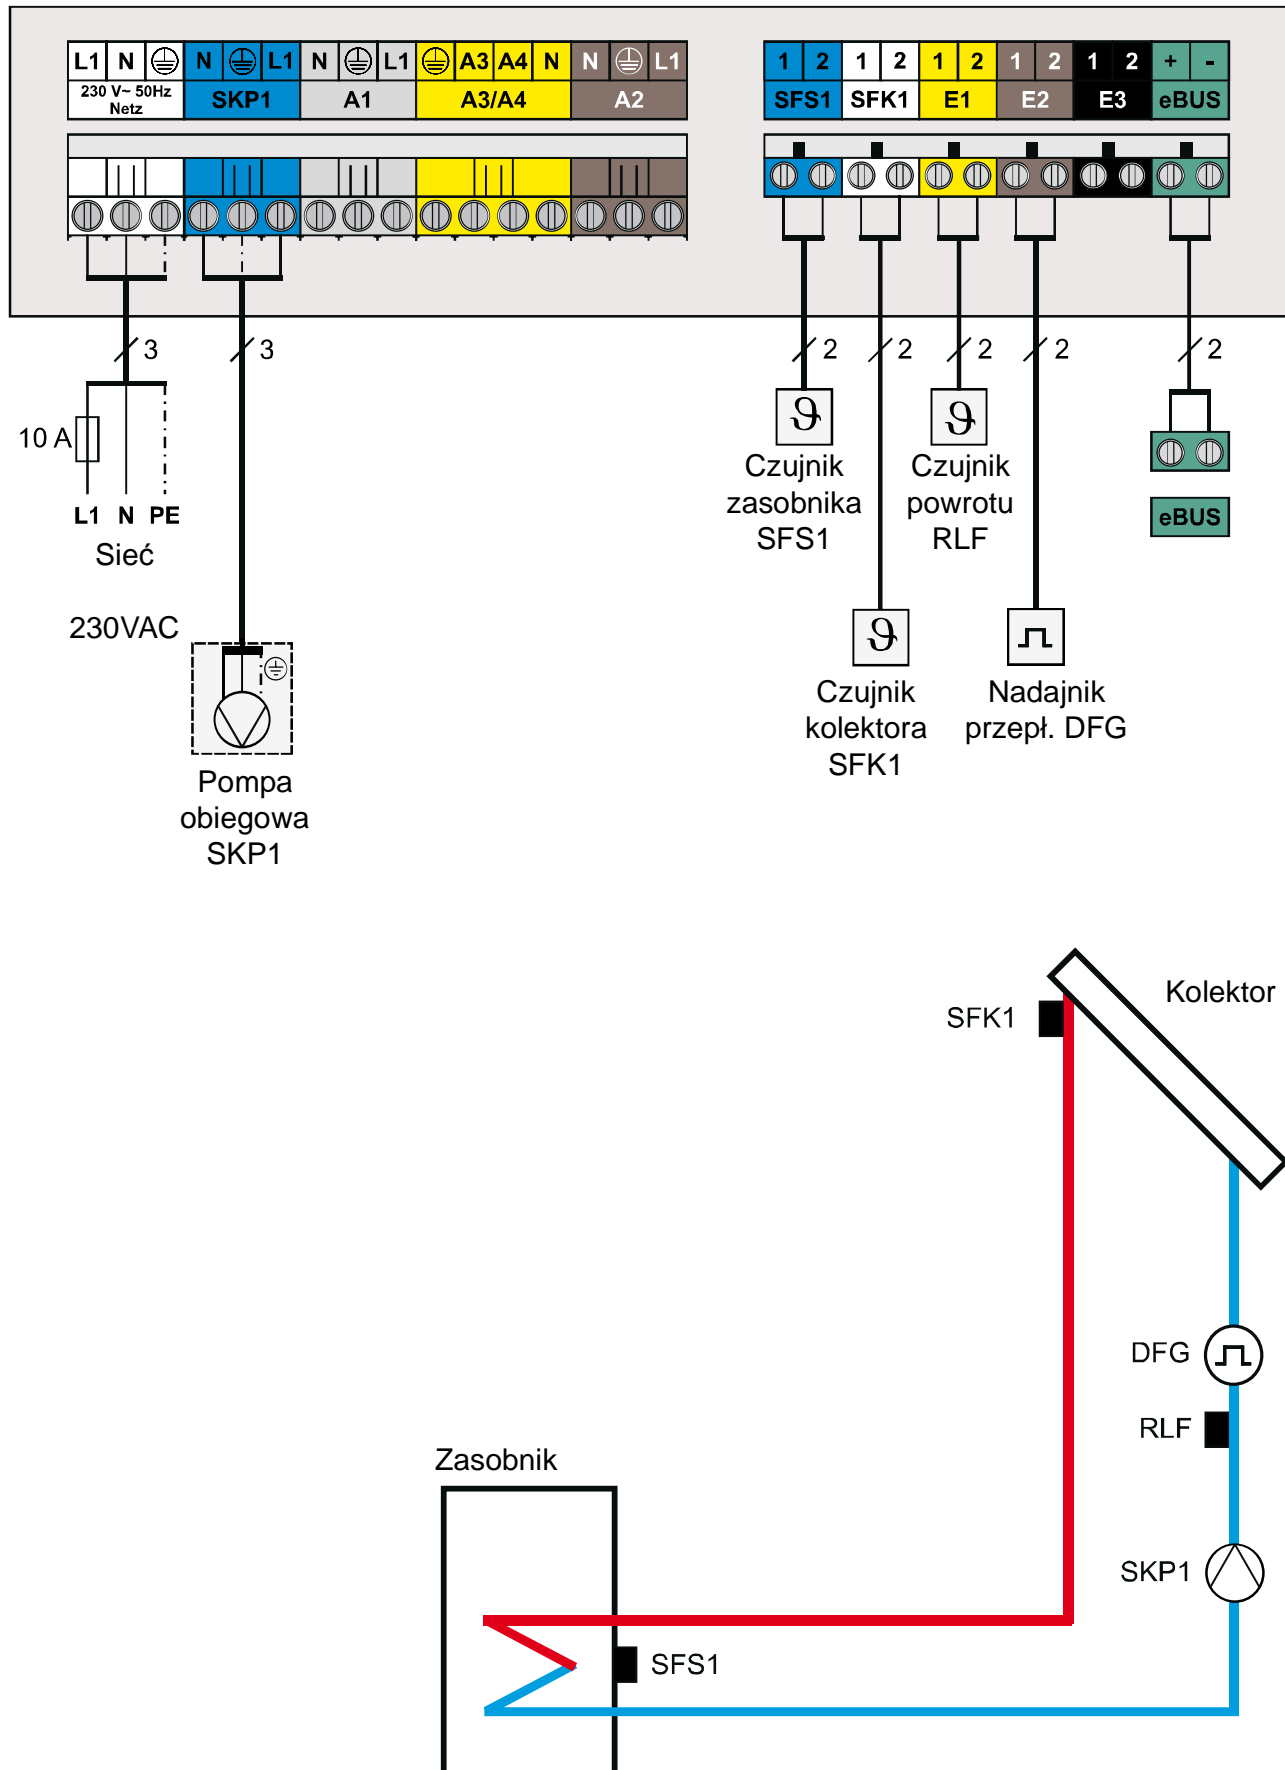 L1 N N L1 N L1 A3 A4 N N L1 1 2 1 2 1 2 1 2 1 2 + -
230 V~ 50Hz
Netz
SKP1 A1 A3/A4 A2 SFS1 SFK1 E1 E2 E3 eBUS
3 3 2 2 2 2 2
10 A
L1 N PE
Sieć
230VAC
Pompa
obiegowa
SKP1
ϑ
Czujnik
zasobnika
SFS1
ϑ
Czujnik
powrotu
RLF
eBUS
ϑ
Czujnik
kolektora
SFK1
Nadajnik
przepł. DFG
Kolektor
SFK1
DFG
RLF
Zasobnik
SKP1
SFS1